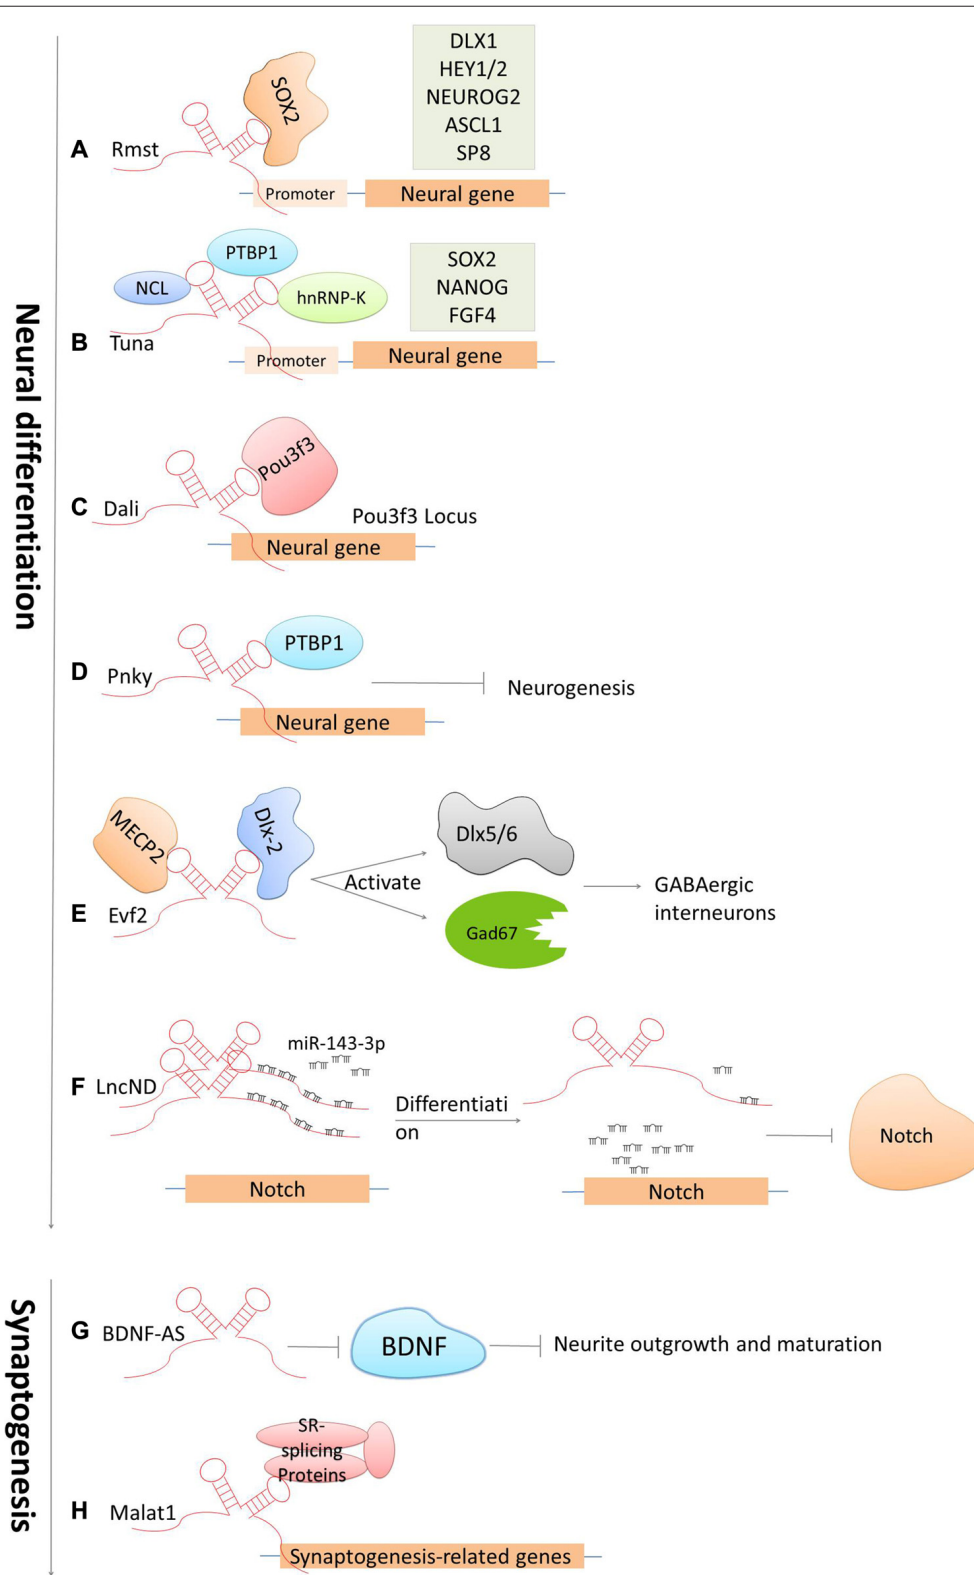 Neural differentiation
A
Rmst
SOX2
DLX1
HEY1/2
NEUROG2
ASCL1
SP8
Promoter
Neural gene
B
Tuna
NCL
PTBP1
hnRNP-K
SOX2
NANOG
FGF4
Promoter
Neural gene
C
Dali
Pou3f3
Pou3f3 Locus
Neural gene
D
Pnky
PTBP1
Neurogenesis
Neural gene
E
Evf2
MECP2
Dlx-2
Activate
Dlx5/6
Gad67
GABAergic
interneurons
F
LncND
miR-143-3p
Differentiati
on
Notch
Notch
Notch
Synaptogenesis
G
BDNF-AS
BDNF
Neurite outgrowth and maturation
H
Malat1
SR-
splicing
Proteins
Synaptogenesis-related genes